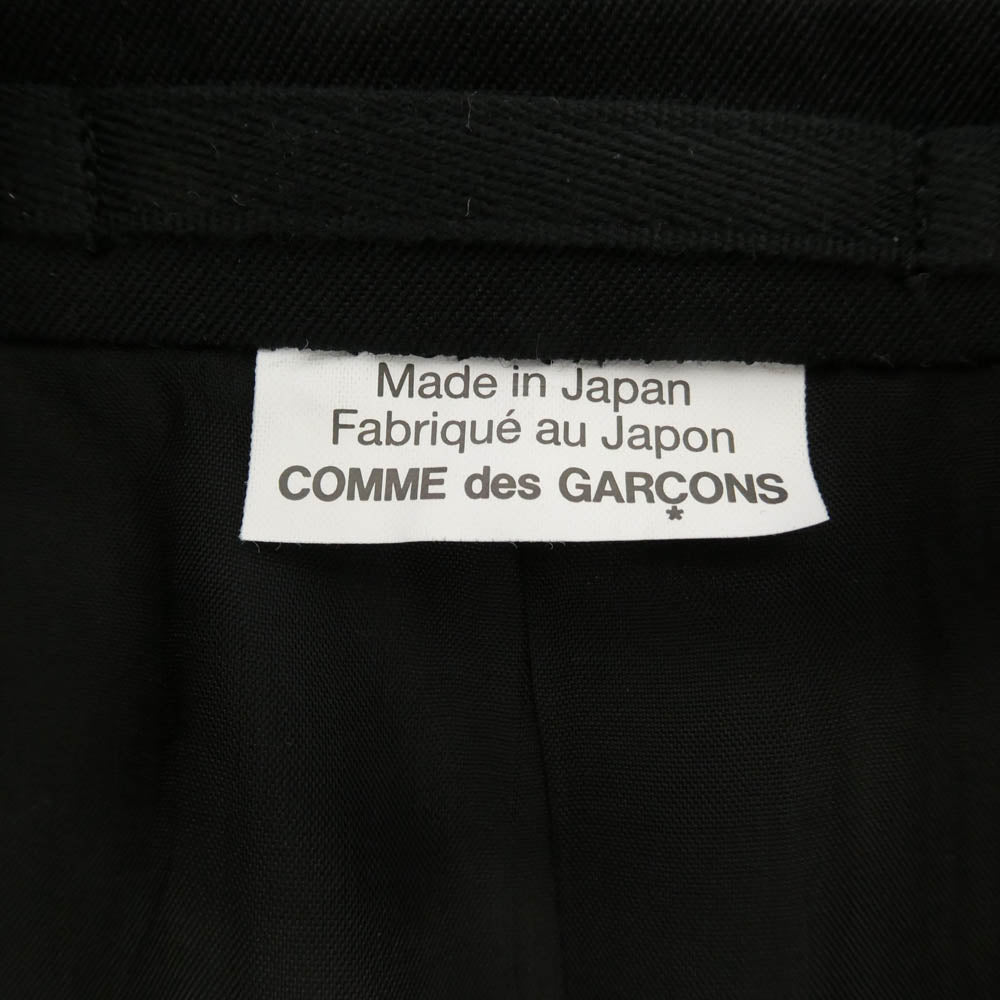 Made in Japan
Fabriqué au Japon
COMME des GARÇONS
*